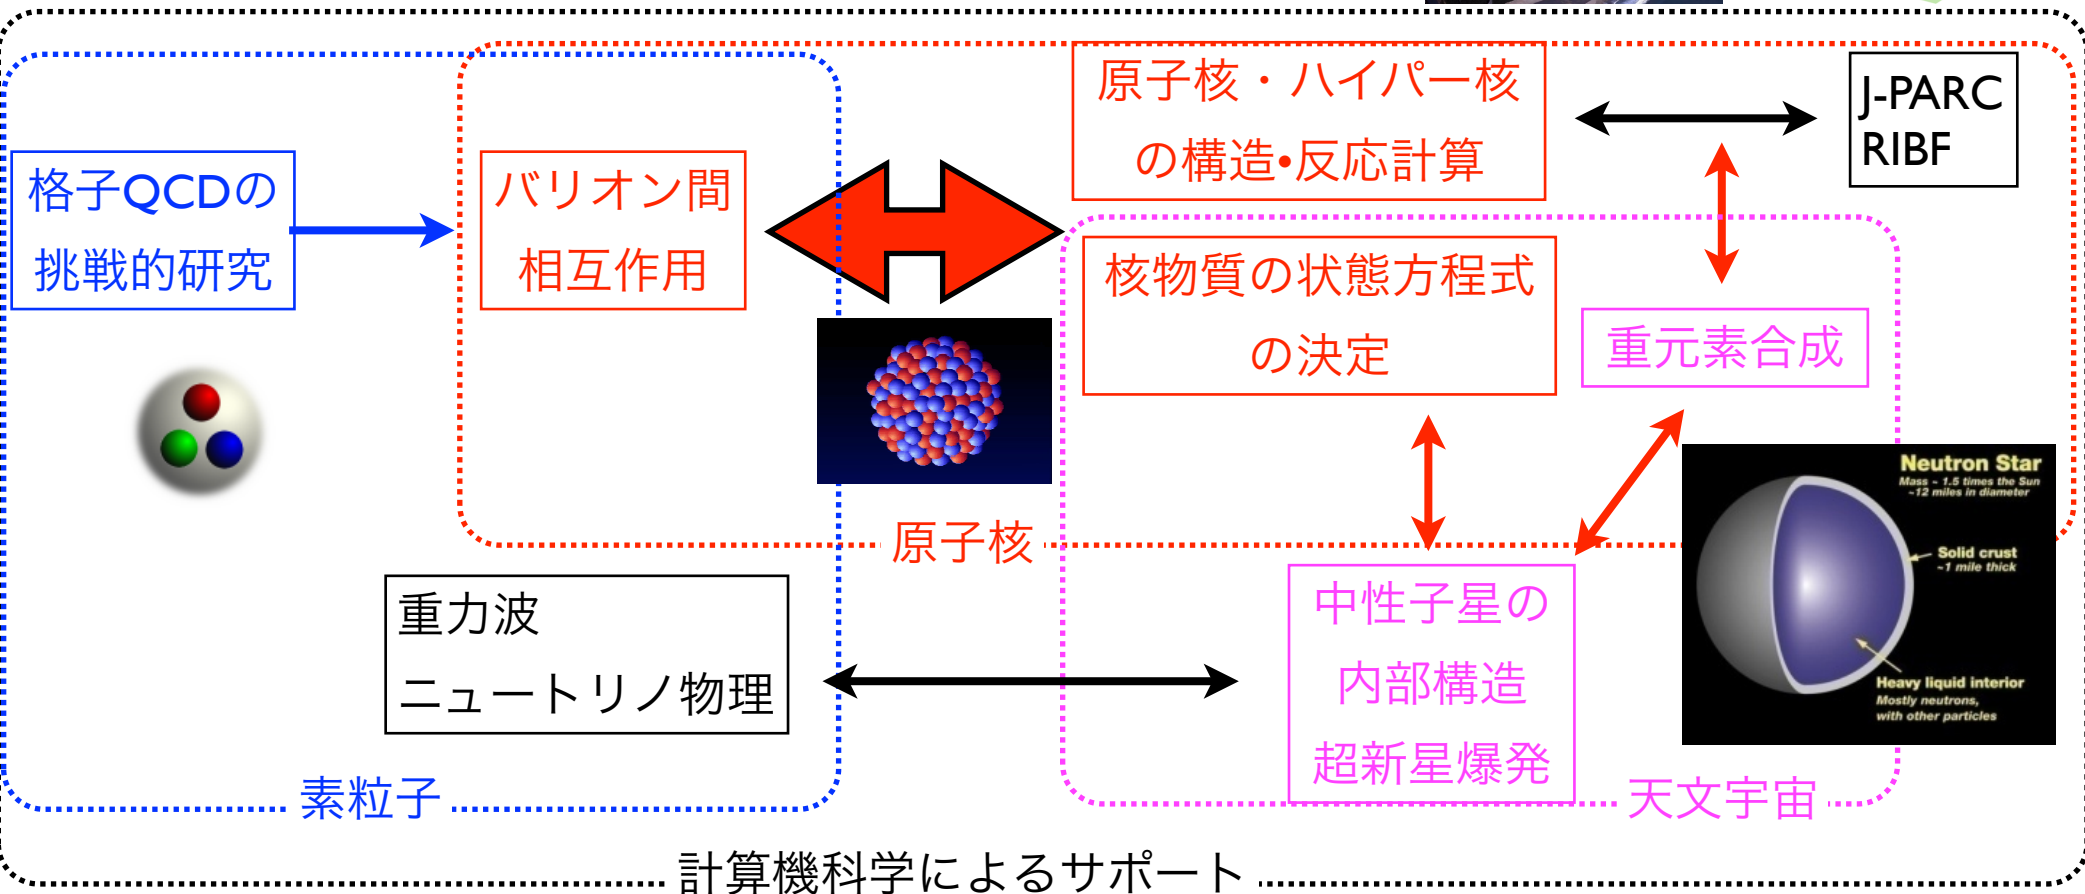 原子核・ハイパー核
の構造•反応計算
J-PARC
RIBF
格子QCDの
挑戦的研究
バリオン間
相互作用
核物質の状態方程式
の決定
重元素合成
Neutron Star
Mass ~ 1.5 times the Sun
~12 miles in diameter
Solid crust
~1 mile thick
Heavy liquid interior
Mostly neutrons,
with other particles
原子核
重力波
ニュートリノ物理
中性子星の
内部構造
超新星爆発
素粒子
天文宇宙
計算機科学によるサポート